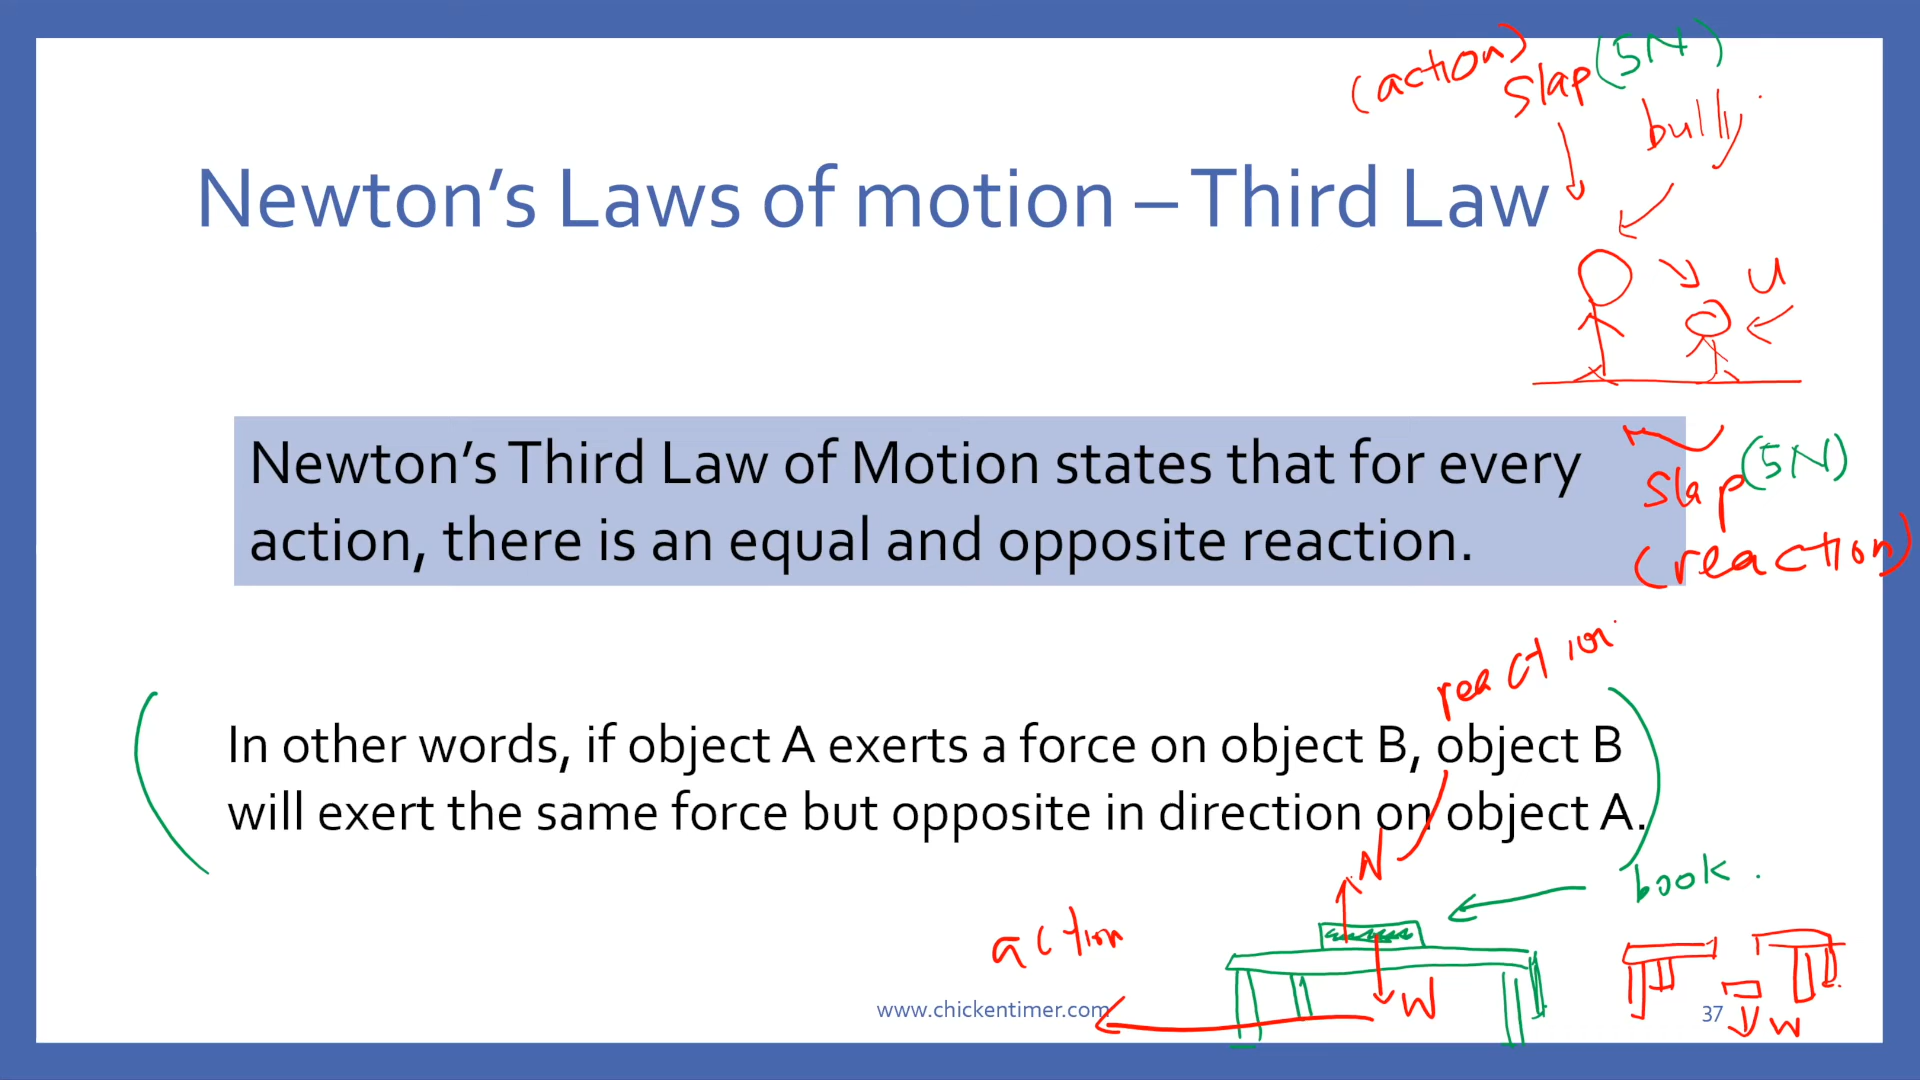 (action) Slap (5N)
bully
Newton's Laws of motion – Third Law
U
Newton's Third Law of Motion states that for every
action, there is an equal and opposite reaction.
Slap (5N)
(reaction)
reaction
In other words, if object A exerts a force on object B, object B
will exert the same force but opposite in direction on object A.
N
book.
action
W
www.chickentimer.com
37
W